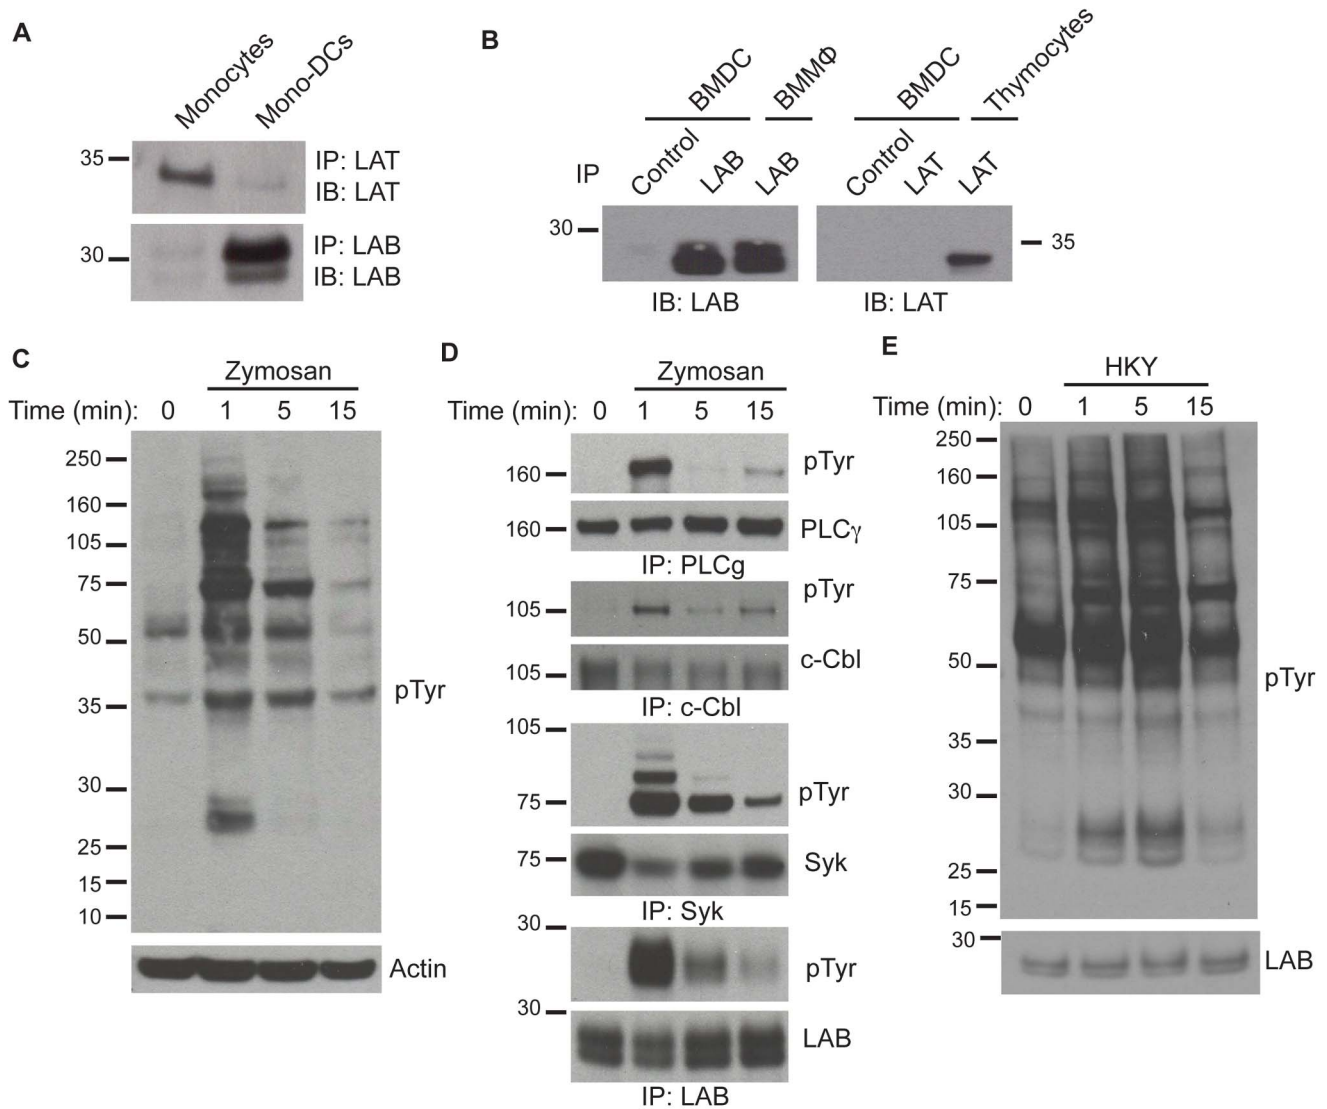 A
Monocytes
Mono-DCs
35
IP: LAT
IB: LAT
30
IP: LAB
IB: LAB
B
BMDC
BMMΦ
BMDC
Thymocytes
IP
Control
LAB
LAB
Control
LAT
LAT
30
35
IB: LAB
IB: LAT
C
Zymosan
Time (min): 0 1 5 15
250
160
105
75
50
35
30
25
15
10
pTyr
Actin
D
Zymosan
Time (min): 0 1 5 15
160
pTyr
160
PLCγ
IP: PLCg
105
pTyr
105
c-Cbl
IP: c-Cbl
105
75
pTyr
75
Syk
IP: Syk
30
pTyr
30
LAB
IP: LAB
E
HKY
Time (min): 0 1 5 15
250
160
105
75
50
35
30
25
15
pTyr
30
LAB